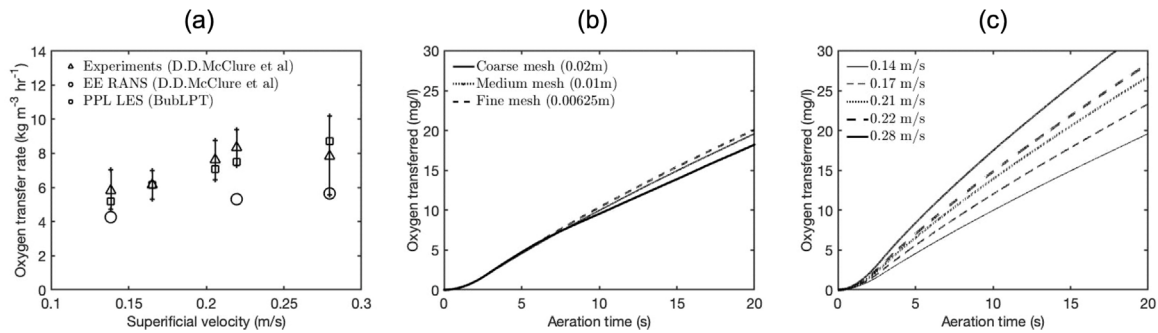 (a)
Oxygen transfer rate (kg m⁻³ hr⁻¹)
14
12
10
8
6
4
2
0
Experiments (D.D.McClure et al)
EE RANS (D.D.McClure et al)
PPL LES (BubLPT)
0.1
0.15
0.2
0.25
0.3
Superificial velocity (m/s)
(b)
Oxygen transferred (mg/l)
30
25
20
15
10
5
0
Coarse mesh (0.02m)
Medium mesh (0.01m)
Fine mesh (0.00625m)
0
5
10
15
20
Aeration time (s)
(c)
Oxygen transferred (mg/l)
30
25
20
15
10
5
0
0.14 m/s
0.17 m/s
0.21 m/s
0.22 m/s
0.28 m/s
0
5
10
15
20
Aeration time (s)